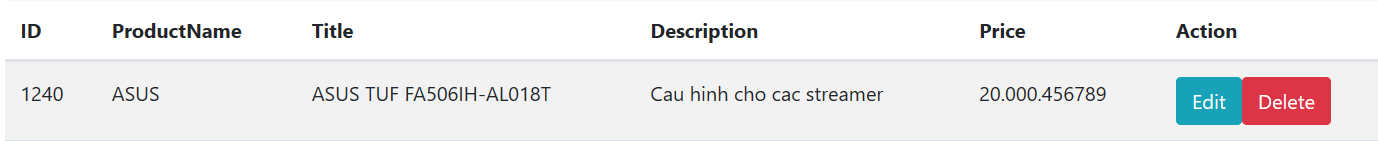 ID ProductName Title Description Price Action
1240 ASUS ASUS TUF FA506IH-AL018T Cau hinh cho cac streamer 20.000.456789 Edit Delete